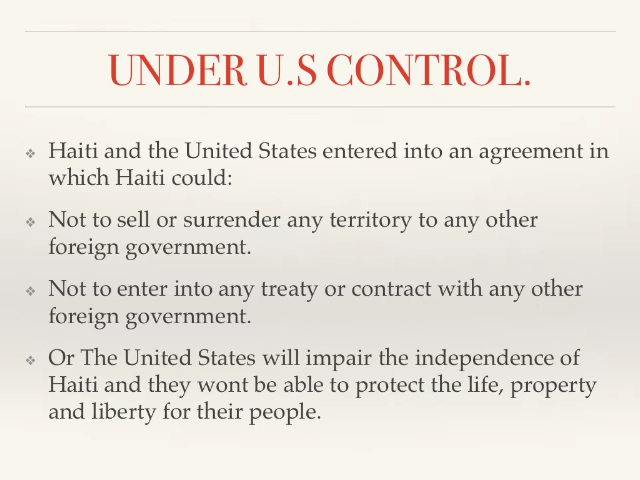 UNDER U.S CONTROL.
Haiti and the United States entered into an agreement in
which Haiti could:
Not to sell or surrender any territory to any other
foreign government.
Not to enter into any treaty or contract with any other
foreign government.
Or The United States will impair the independence of
Haiti and they wont be able to protect the life, property
and liberty for their people.